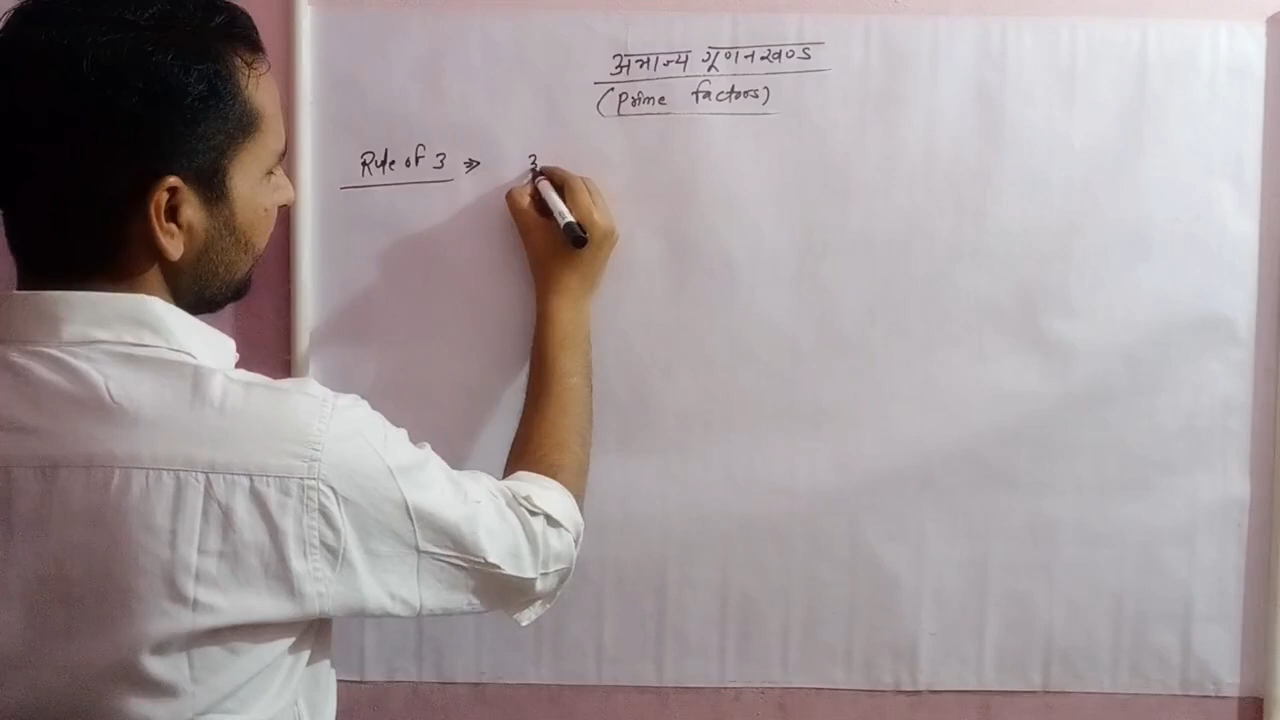 अभाज्य गूणनखण्ड
(Prime factors)
Rule of 3 ⇒ 3